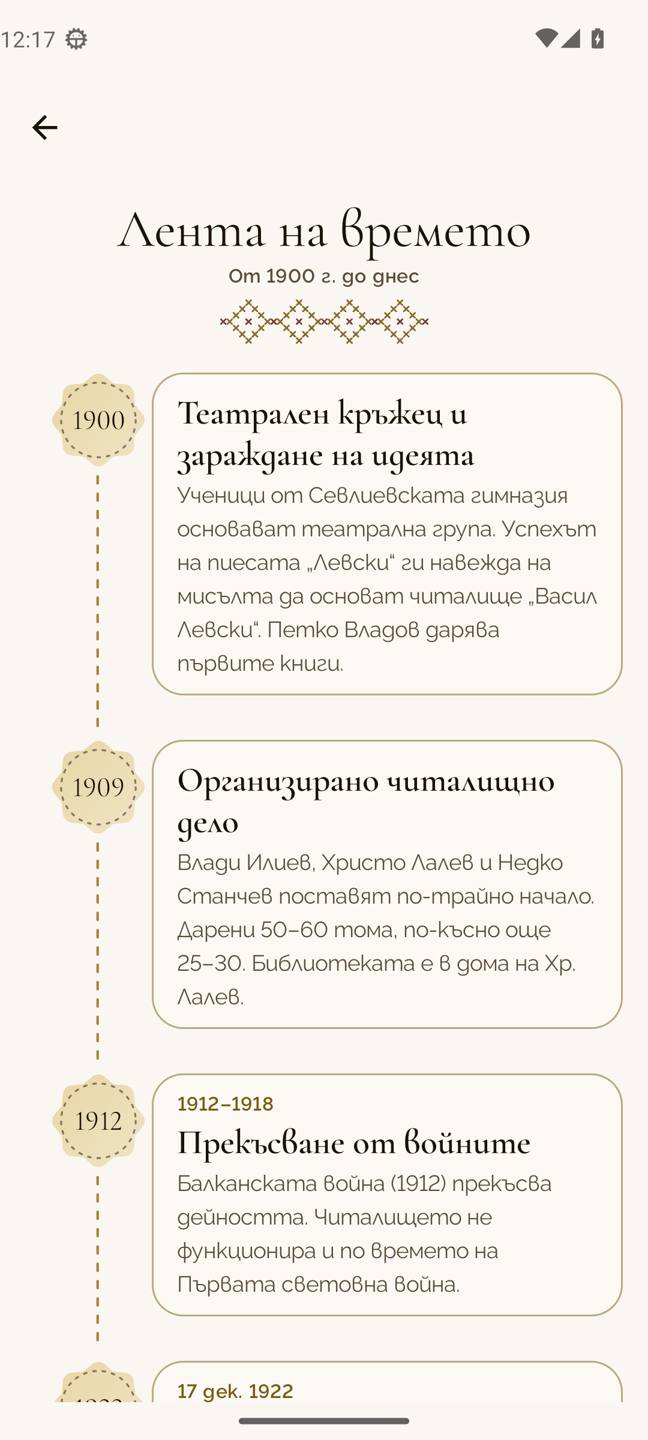 12:17
Лента на времето
От 1900 г. до днес
1900
Театрален кръжец и
зараждане на идеята
Ученици от Севлиевската гимназия
основават театрална група. Успехът
на пиесата „Левски“ ги навежда на
мисълта да основат читалище „Васил
Левски“. Петко Владов дарява
първите книги.
1909
Организирано читалищно
дело
Влади Илиев, Христо Лалев и Недко
Станчев поставят по-трайно начало.
Дарени 50–60 тома, по-късно още
25–30. Библиотеката е в дома на Хр.
Лалев.
1912
1912–1918
Прекъсване от войните
Балканската война (1912) прекъсва
дейността. Читалището не
функционира и по времето на
Първата световна война.
17 дек. 1922